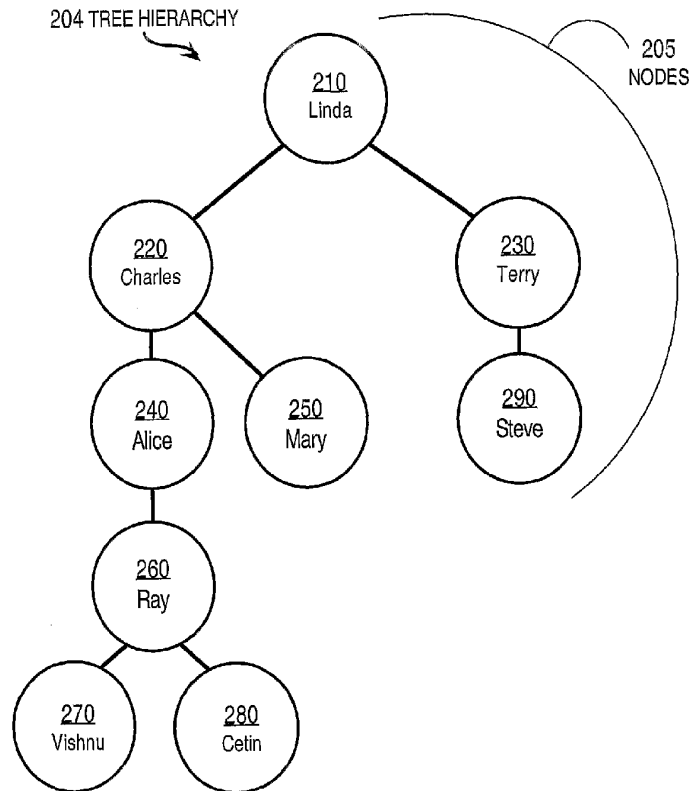 204 TREE HIERARCHY
205
NODES
210
Linda
220
Charles
230
Terry
240
Alice
250
Mary
290
Steve
260
Ray
270
Vishnu
280
Cetin